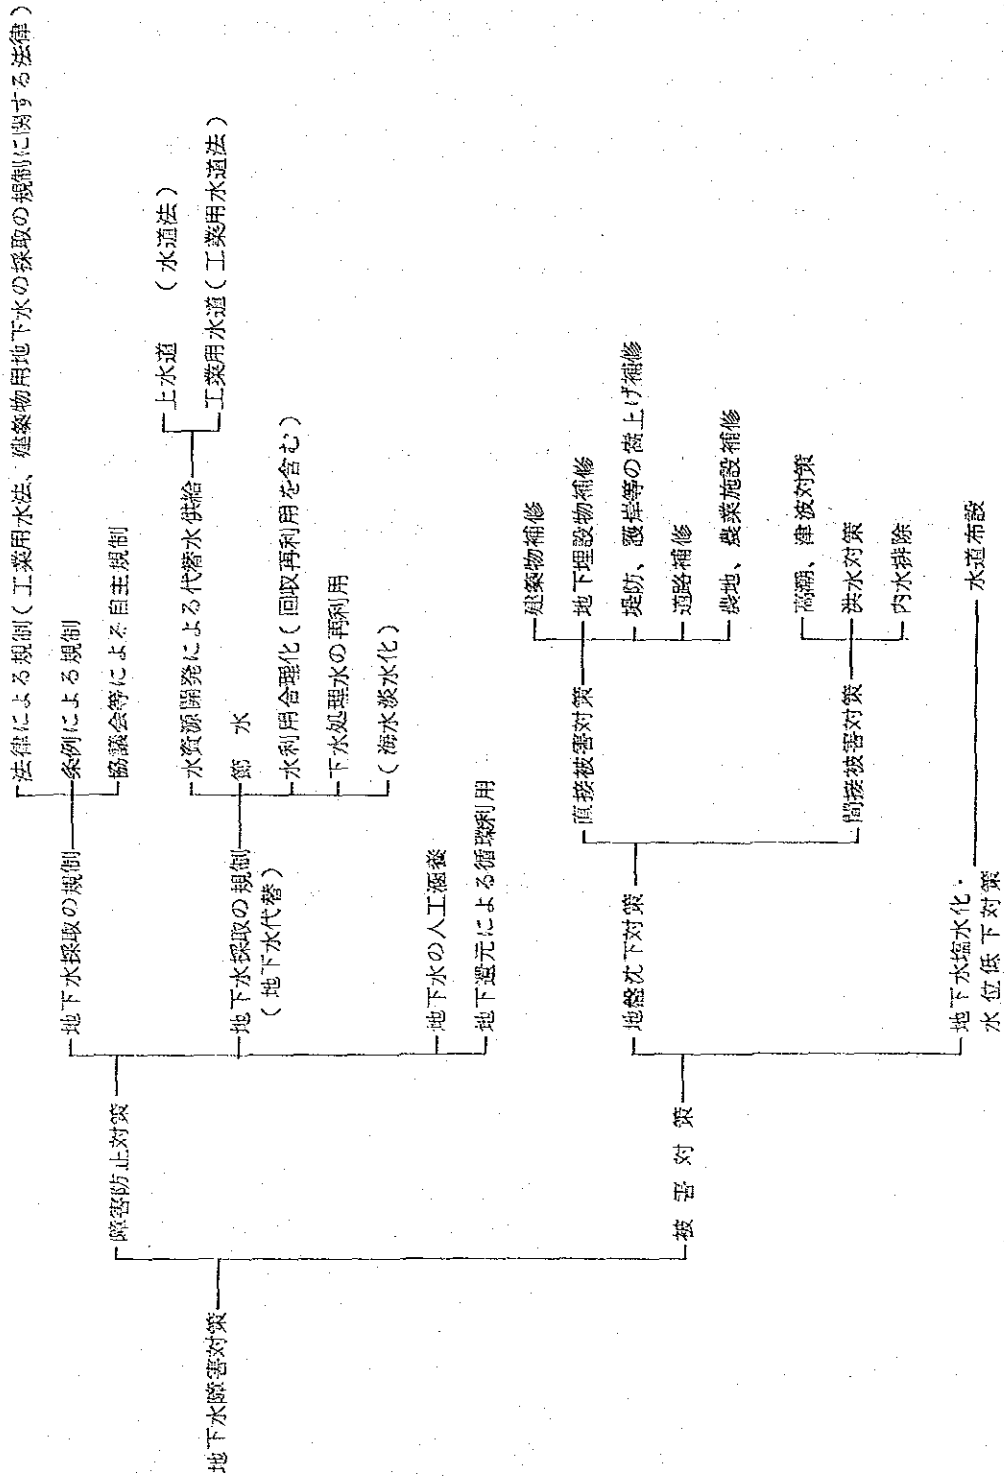 地下水障害対策
障害防止対策
地下水採取の規制
法律による規制(工業用水法、建築物用地下水の採取の規制に関する法律)
条例による規制
協議会等による自主規制
地下水採取の規制
(地下水代替)
水資源開発による代替水供給
上水道 (水道法)
工業用水道(工業用水道法)
節 水
水利用合理化(回収再利用を含む)
下水処理水の再利用
(海水淡水化)
地下水の人工涵養
地下還元による循環利用
被 害 対 策
地盤沈下対策
直接被害対策
建築物補修
地下埋設物補修
堤防、護岸等の嵩上げ補修
道路補修
農地、農業施設補修
間接被害対策
高潮、津波対策
洪水対策
内水排除
地下水塩水化・
水位低下対策
水道布設